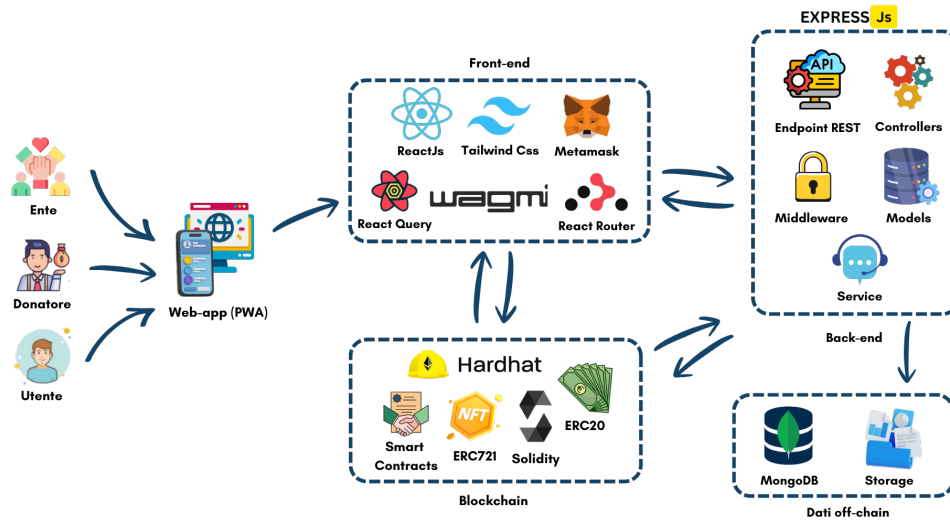 EXPRESS Js
Front-end
API
ReactJs
Tailwind Css
Metamask
Endpoint REST
Controllers
Ente
React Query
wagmi
React Router
Middleware
Models
Donatore
Web-app (PWA)
Service
Utente
Back-end
Hardhat
NFT
Smart
Contracts
ERC721
Solidity
ERC20
Blockchain
MongoDB
Storage
Dati off-chain